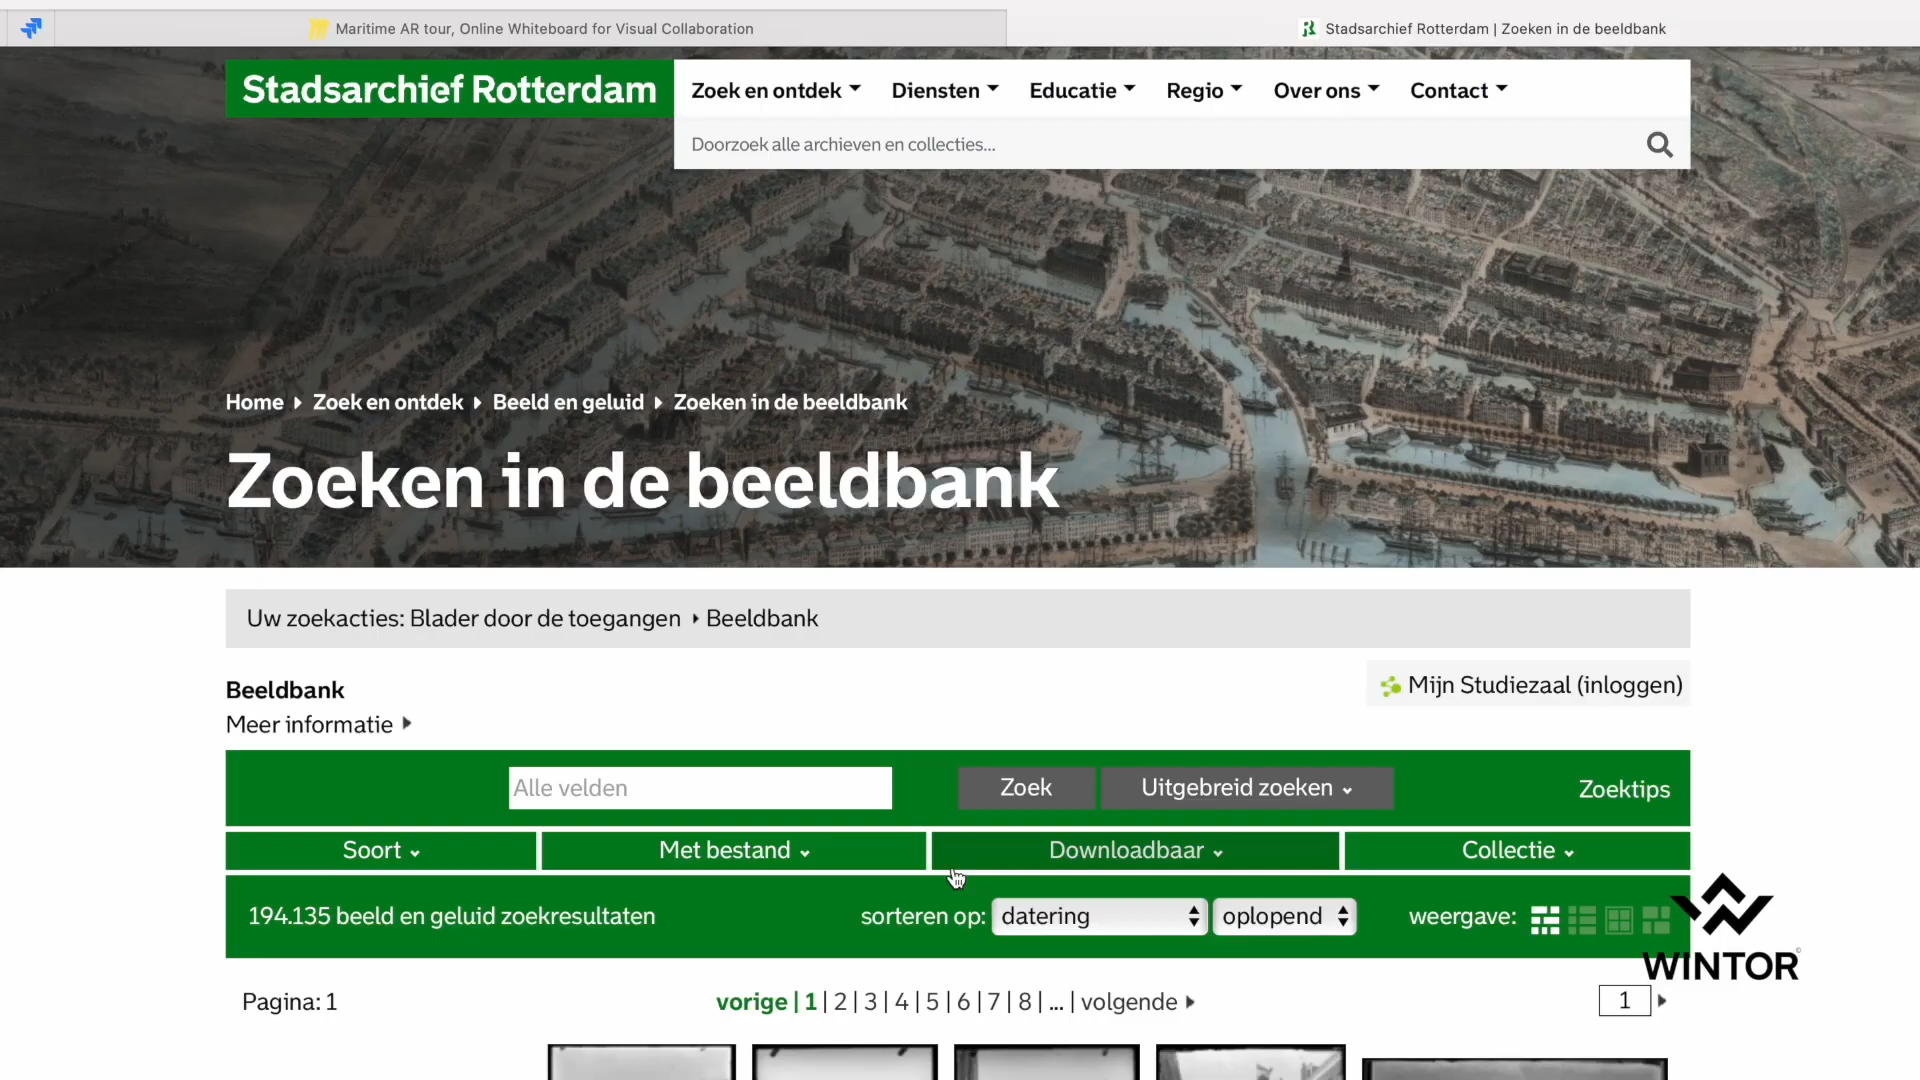 Maritime AR tour, Online Whiteboard for Visual Collaboration
Stadsarchief Rotterdam | Zoeken in de beeldbank
Stadsarchief Rotterdam
Zoek en ontdek Diensten Educatie Regio Over ons Contact
Doorzoek alle archieven en collecties...
Home Zoek en ontdek Beeld en geluid Zoeken in de beeldbank
Zoeken in de beeldbank
Uw zoekacties: Blader door de toegangen Beeldbank
Mijn Studiezaal (inloggen)
Beeldbank
Meer informatie
Alle velden Zoek Uitgebreid zoeken Zoektips
Soort Met bestand Downloadbaar Collectie
194.135 beeld en geluid zoekresultaten sorteren op: datering oplopend weergave:
WINTOR
Pagina: 1 vorige | 1 | 2 | 3 | 4 | 5 | 6 | 7 | 8 | ... | volgende 1